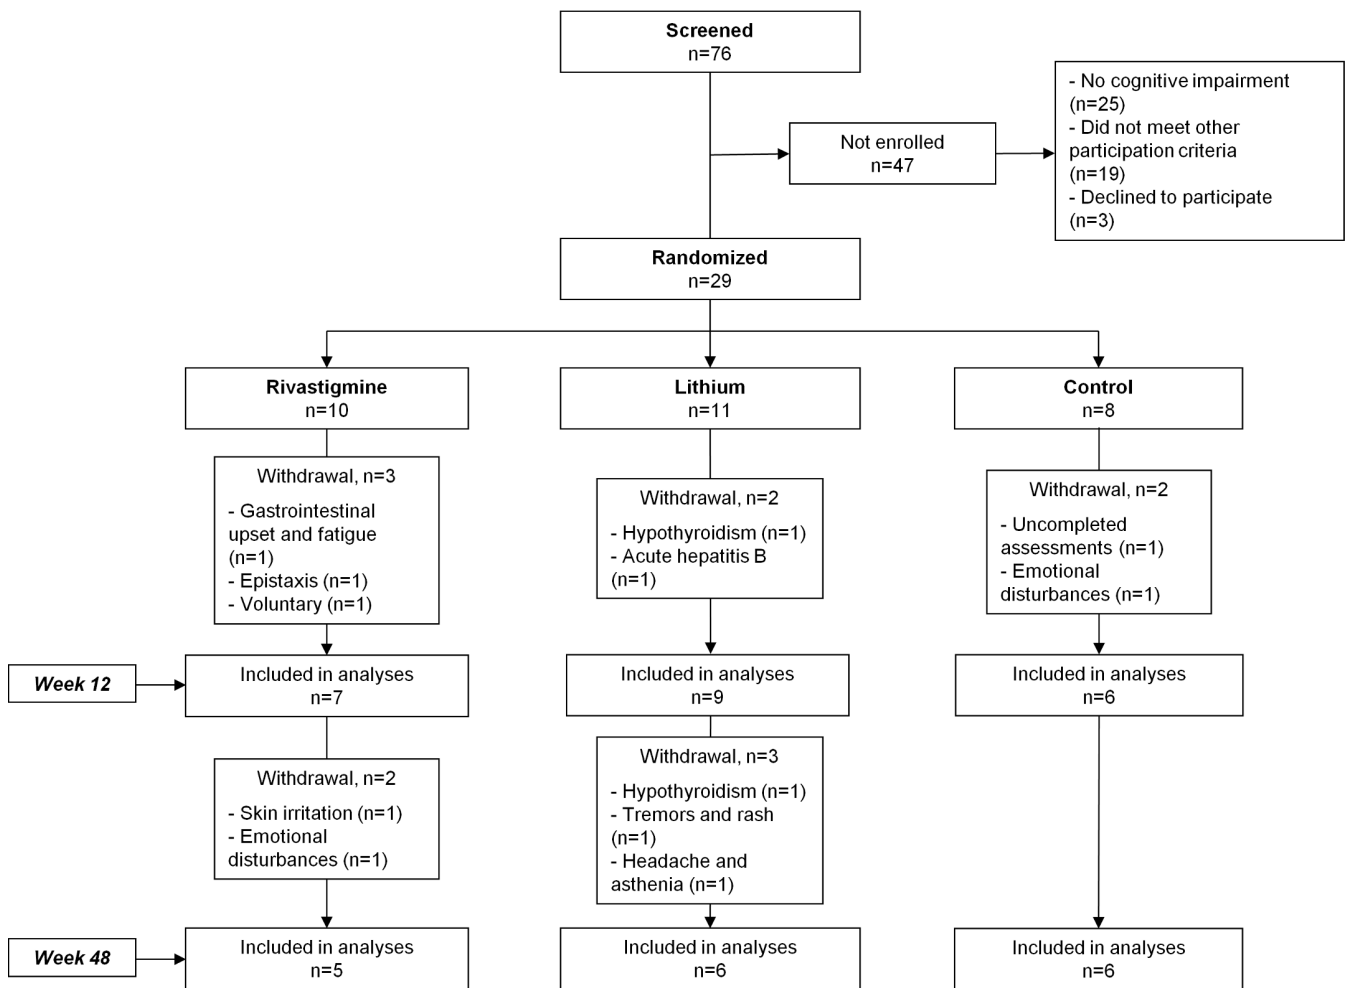 Screened
n=76
- No cognitive impairment
(n=25)
- Did not meet other
participation criteria
(n=19)
- Declined to participate
(n=3)
Not enrolled
n=47
Randomized
n=29
Rivastigmine
n=10
Lithium
n=11
Control
n=8
Withdrawal, n=3
- Gastrointestinal
upset and fatigue
(n=1)
- Epistaxis (n=1)
- Voluntary (n=1)
Withdrawal, n=2
- Hypothyroidism (n=1)
- Acute hepatitis B
(n=1)
Withdrawal, n=2
- Uncompleted
assessments (n=1)
- Emotional
disturbances (n=1)
Week 12
Included in analyses
n=7
Included in analyses
n=9
Included in analyses
n=6
Withdrawal, n=2
- Skin irritation (n=1)
- Emotional
disturbances (n=1)
Withdrawal, n=3
- Hypothyroidism (n=1)
- Tremors and rash
(n=1)
- Headache and
asthenia (n=1)
Week 48
Included in analyses
n=5
Included in analyses
n=6
Included in analyses
n=6